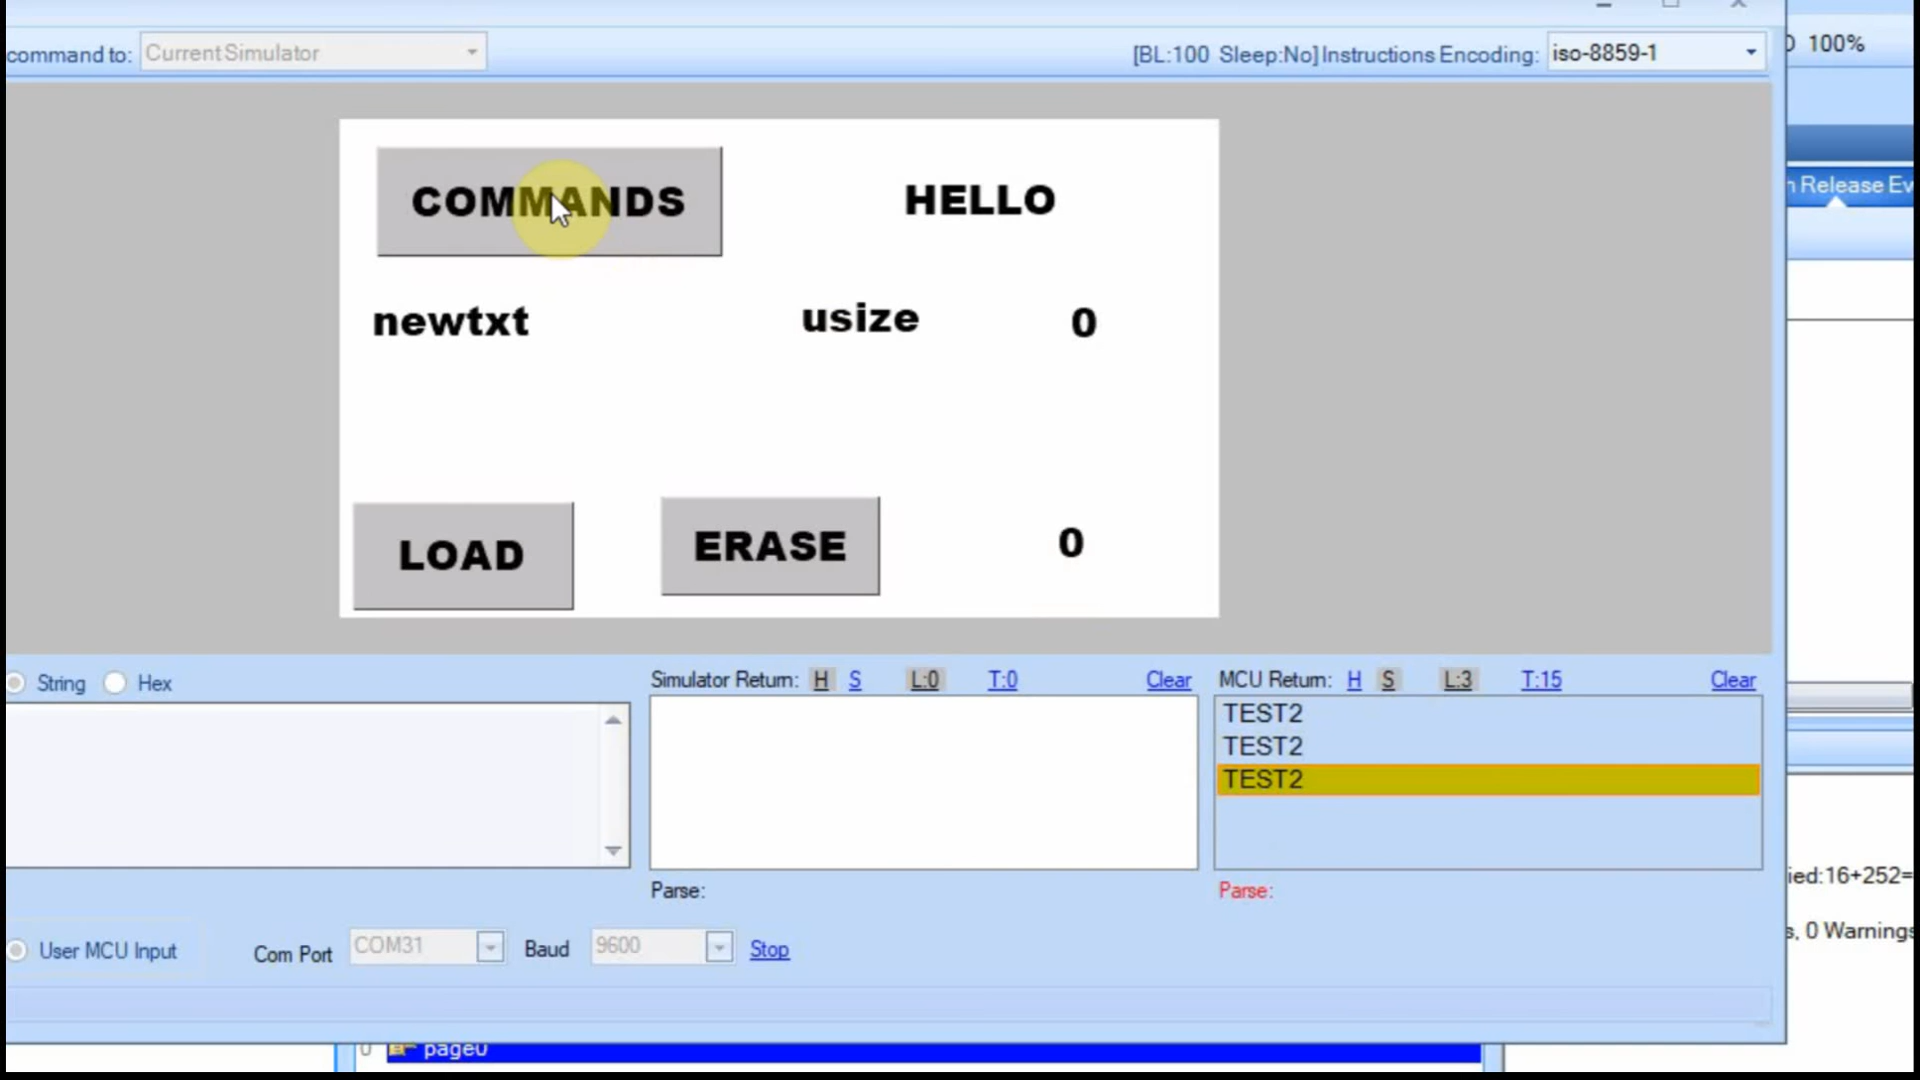 command to: Current Simulator [BL:100 Sleep:No] Instructions Encoding: iso-8859-1
100%
Release Ev
COMMANDS HELLO
newtxt usize 0
LOAD ERASE 0
String Hex
Simulator Return: H S L:0 T:0 Clear MCU Return: H S L:3 T:15 Clear
TEST2
TEST2
TEST2
ied:16+252=
Parse: Parse:
s, 0 Warnings
User MCU Input Com Port COM31 Baud 9600 Stop
0 page0